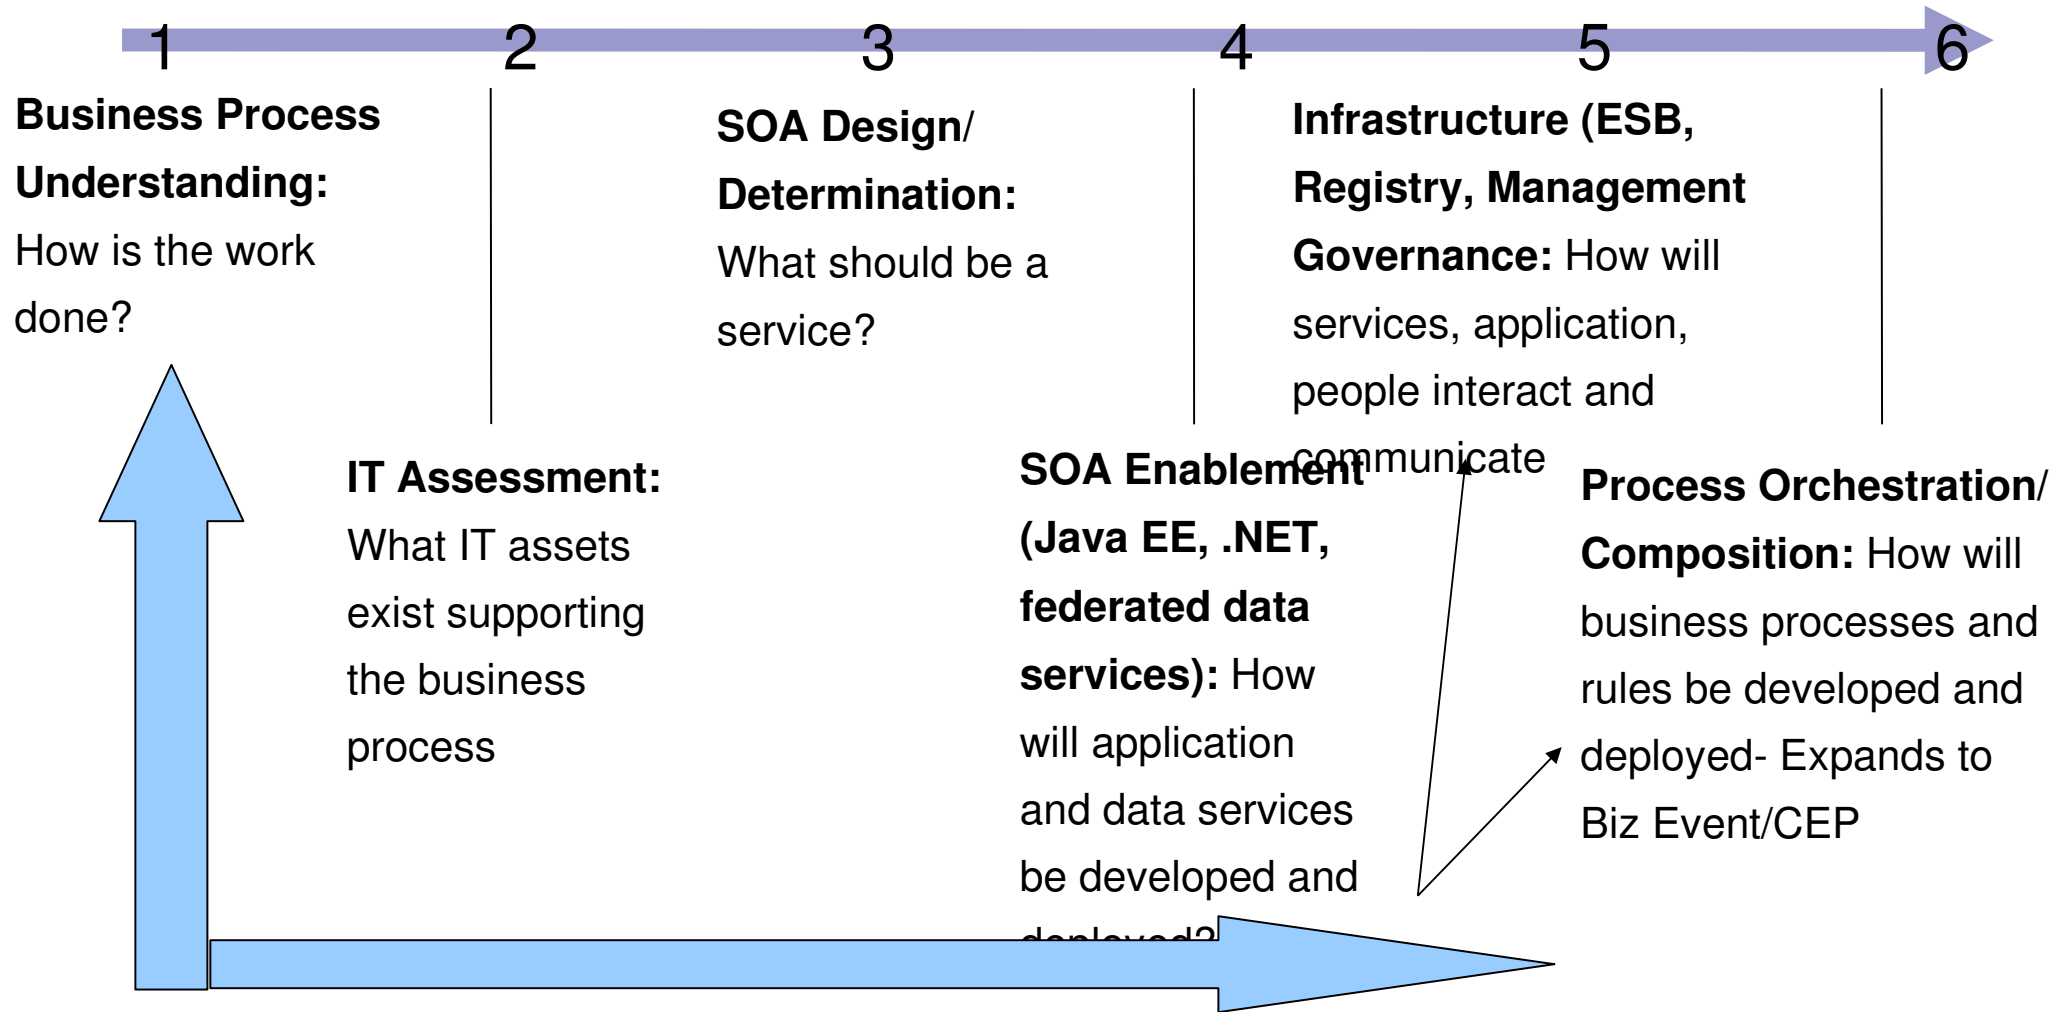 1 2 3 4 5 6
Business Process
Understanding:
How is the work
done?
IT Assessment:
What IT assets
exist supporting
the business
process
SOA Design/
Determination:
What should be a
service?
SOA Enablement
(Java EE, .NET,
federated data
services): How
will application
and data services
be developed and
deployed?
Infrastructure (ESB,
Registry, Management
Governance: How will
services, application,
people interact and
communicate
Process Orchestration/
Composition: How will
business processes and
rules be developed and
deployed- Expands to
Biz Event/CEP